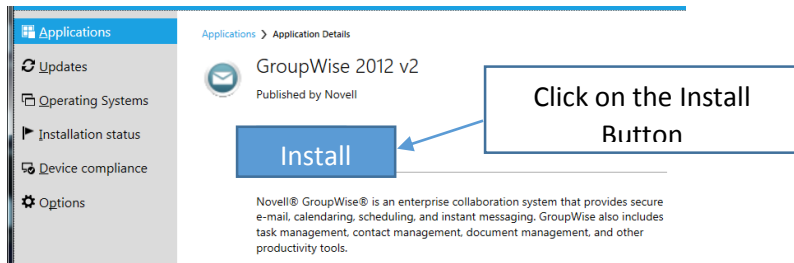 Applications
Updates
Operating Systems
Installation status
Device compliance
Options
Applications ❯ Application Details
GroupWise 2012 v2
Published by Novell
Install
Click on the Install
Button
Novell® GroupWise® is an enterprise collaboration system that provides secure
e-mail, calendaring, scheduling, and instant messaging. GroupWise also includes
task management, contact management, document management, and other
productivity tools.